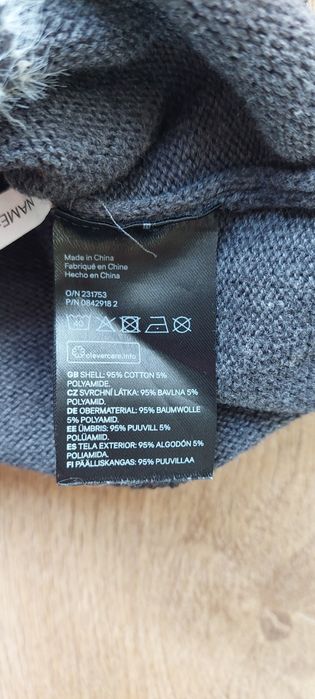 NAME:
Made in China
Fabriqué en Chine
Hecho en China
O/N 231753
P/N 0842918 2
40
clevercare.info
GB SHELL: 95% COTTON 5%
POLYAMIDE.
CZ SVRCHNÍ LÁTKA: 95% BAVLNA 5%
POLYAMID.
DE OBERMATERIAL: 95% BAUMWOLLE
5% POLYAMID.
EE ÜMBRIS: 95% PUUVILL 5%
POLÜAMIID.
ES TELA EXTERIOR: 95% ALGODÓN 5%
POLIAMIDA.
FI PÄÄLLISKANGAS: 95% PUUVILLAA